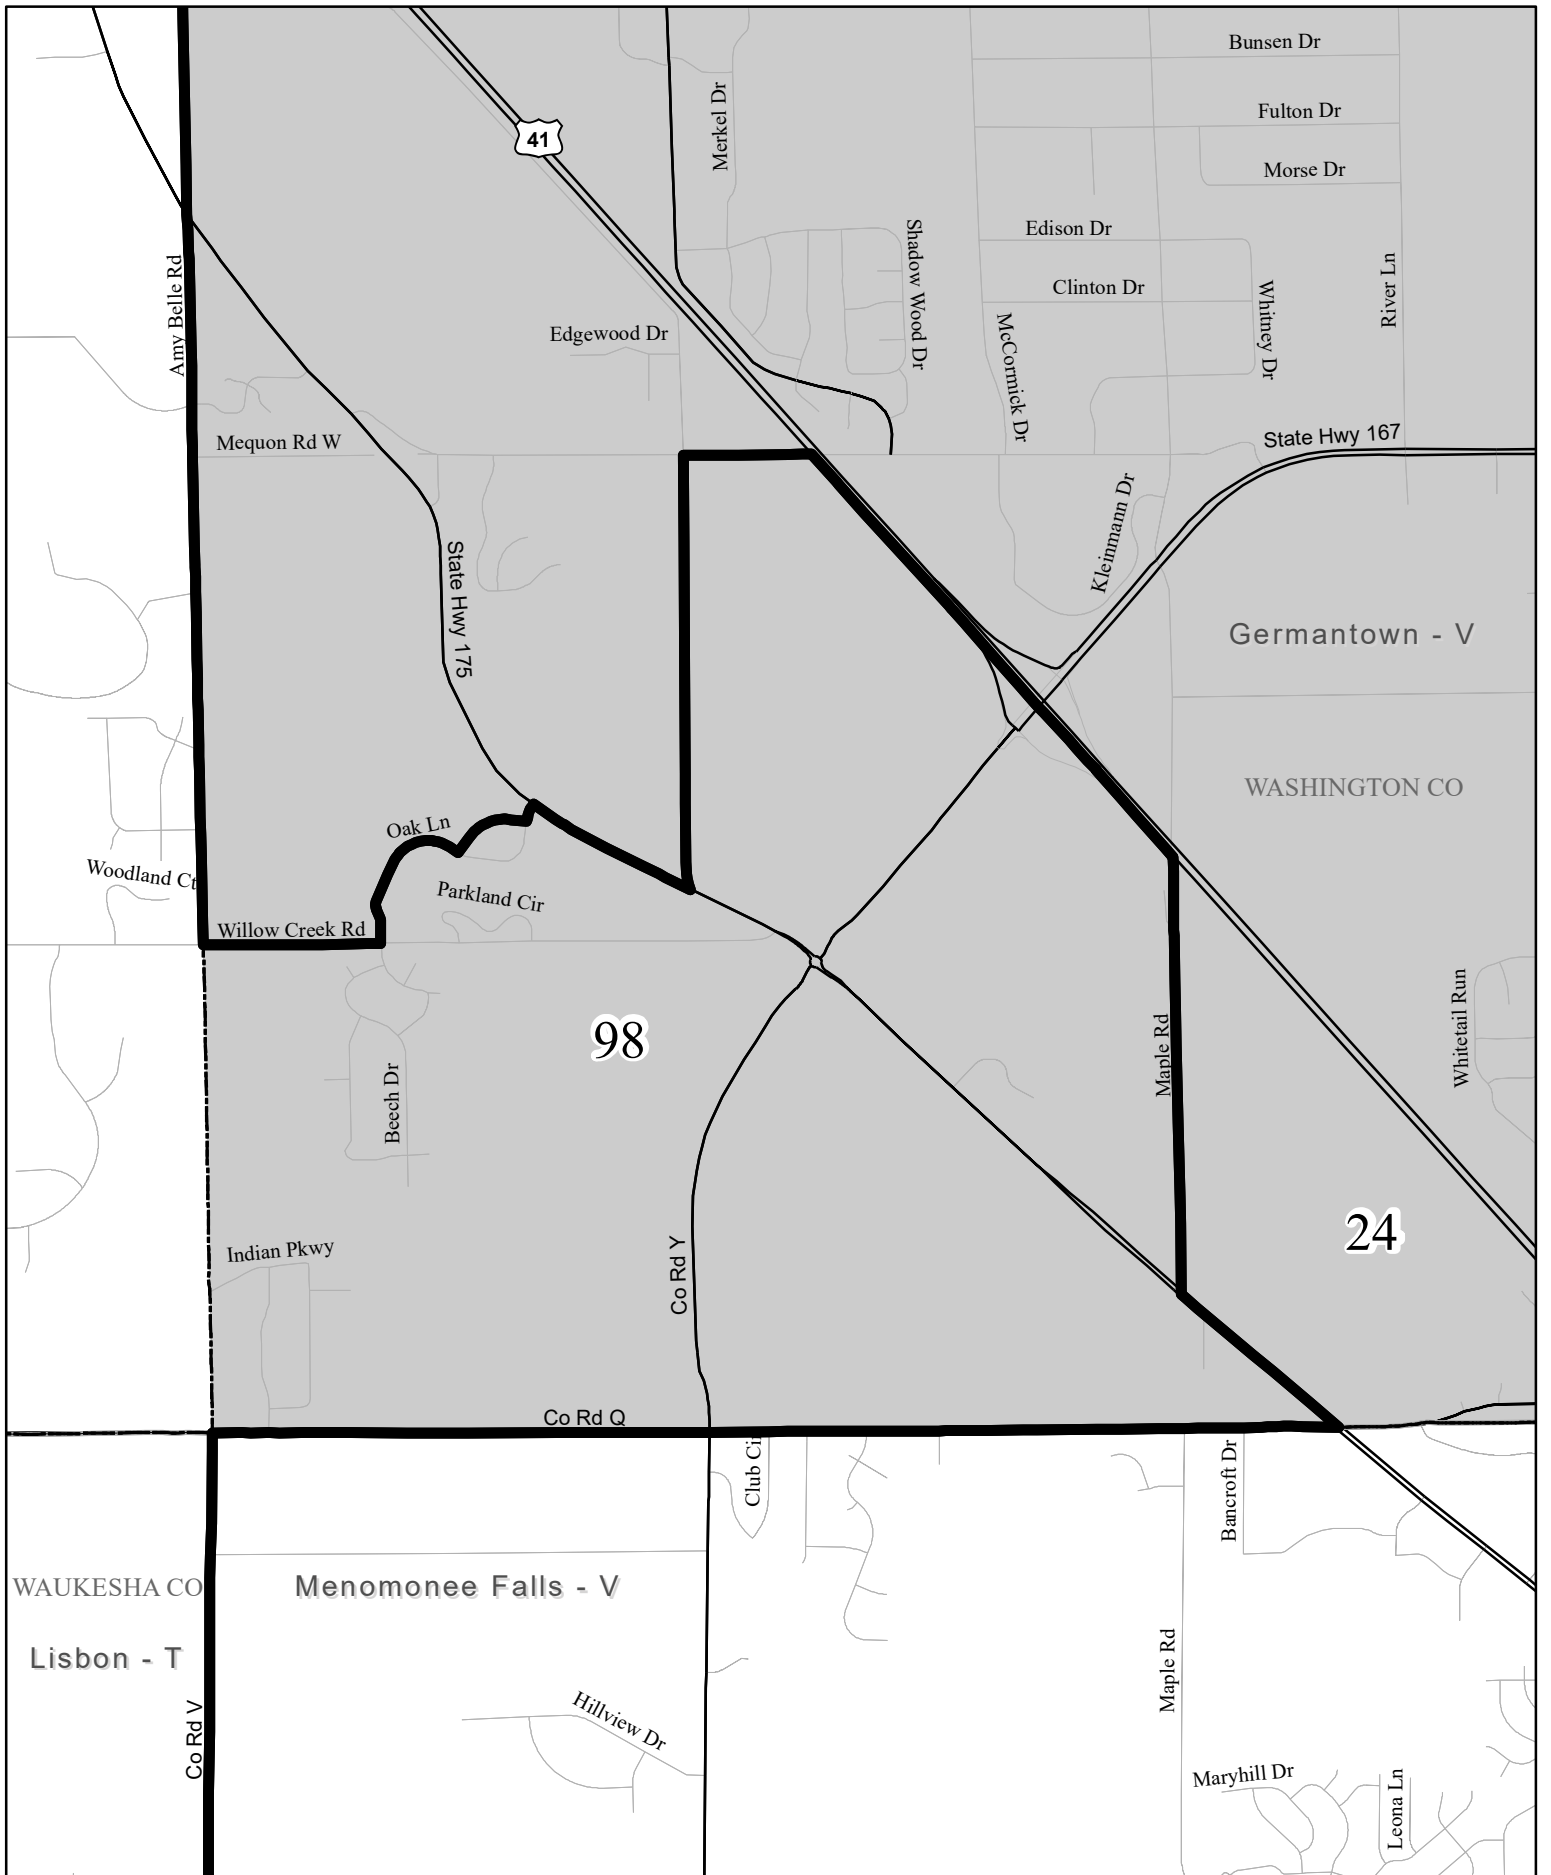 Bunsen Dr
Merkel Dr
Fulton Dr
41
Morse Dr
Shadow Wood Dr
Edison Dr
Amy Belle Rd
Clinton Dr
Whitney Dr
River Ln
Edgewood Dr
McCormick Dr
Mequon Rd W
State Hwy 167
Kleinmann Dr
State Hwy 175
Germantown - V
WASHINGTON CO
Oak Ln
Woodland Ct
Parkland Cir
Willow Creek Rd
98
Maple Rd
Whitetail Run
Beech Dr
24
Indian Pkwy
Co Rd Y
Co Rd Q
Club Cir
Bancroft Dr
WAUKESHA CO
Menomonee Falls - V
Lisbon - T
Maple Rd
Co Rd V
Hillview Dr
Maryhill Dr
Leona Ln